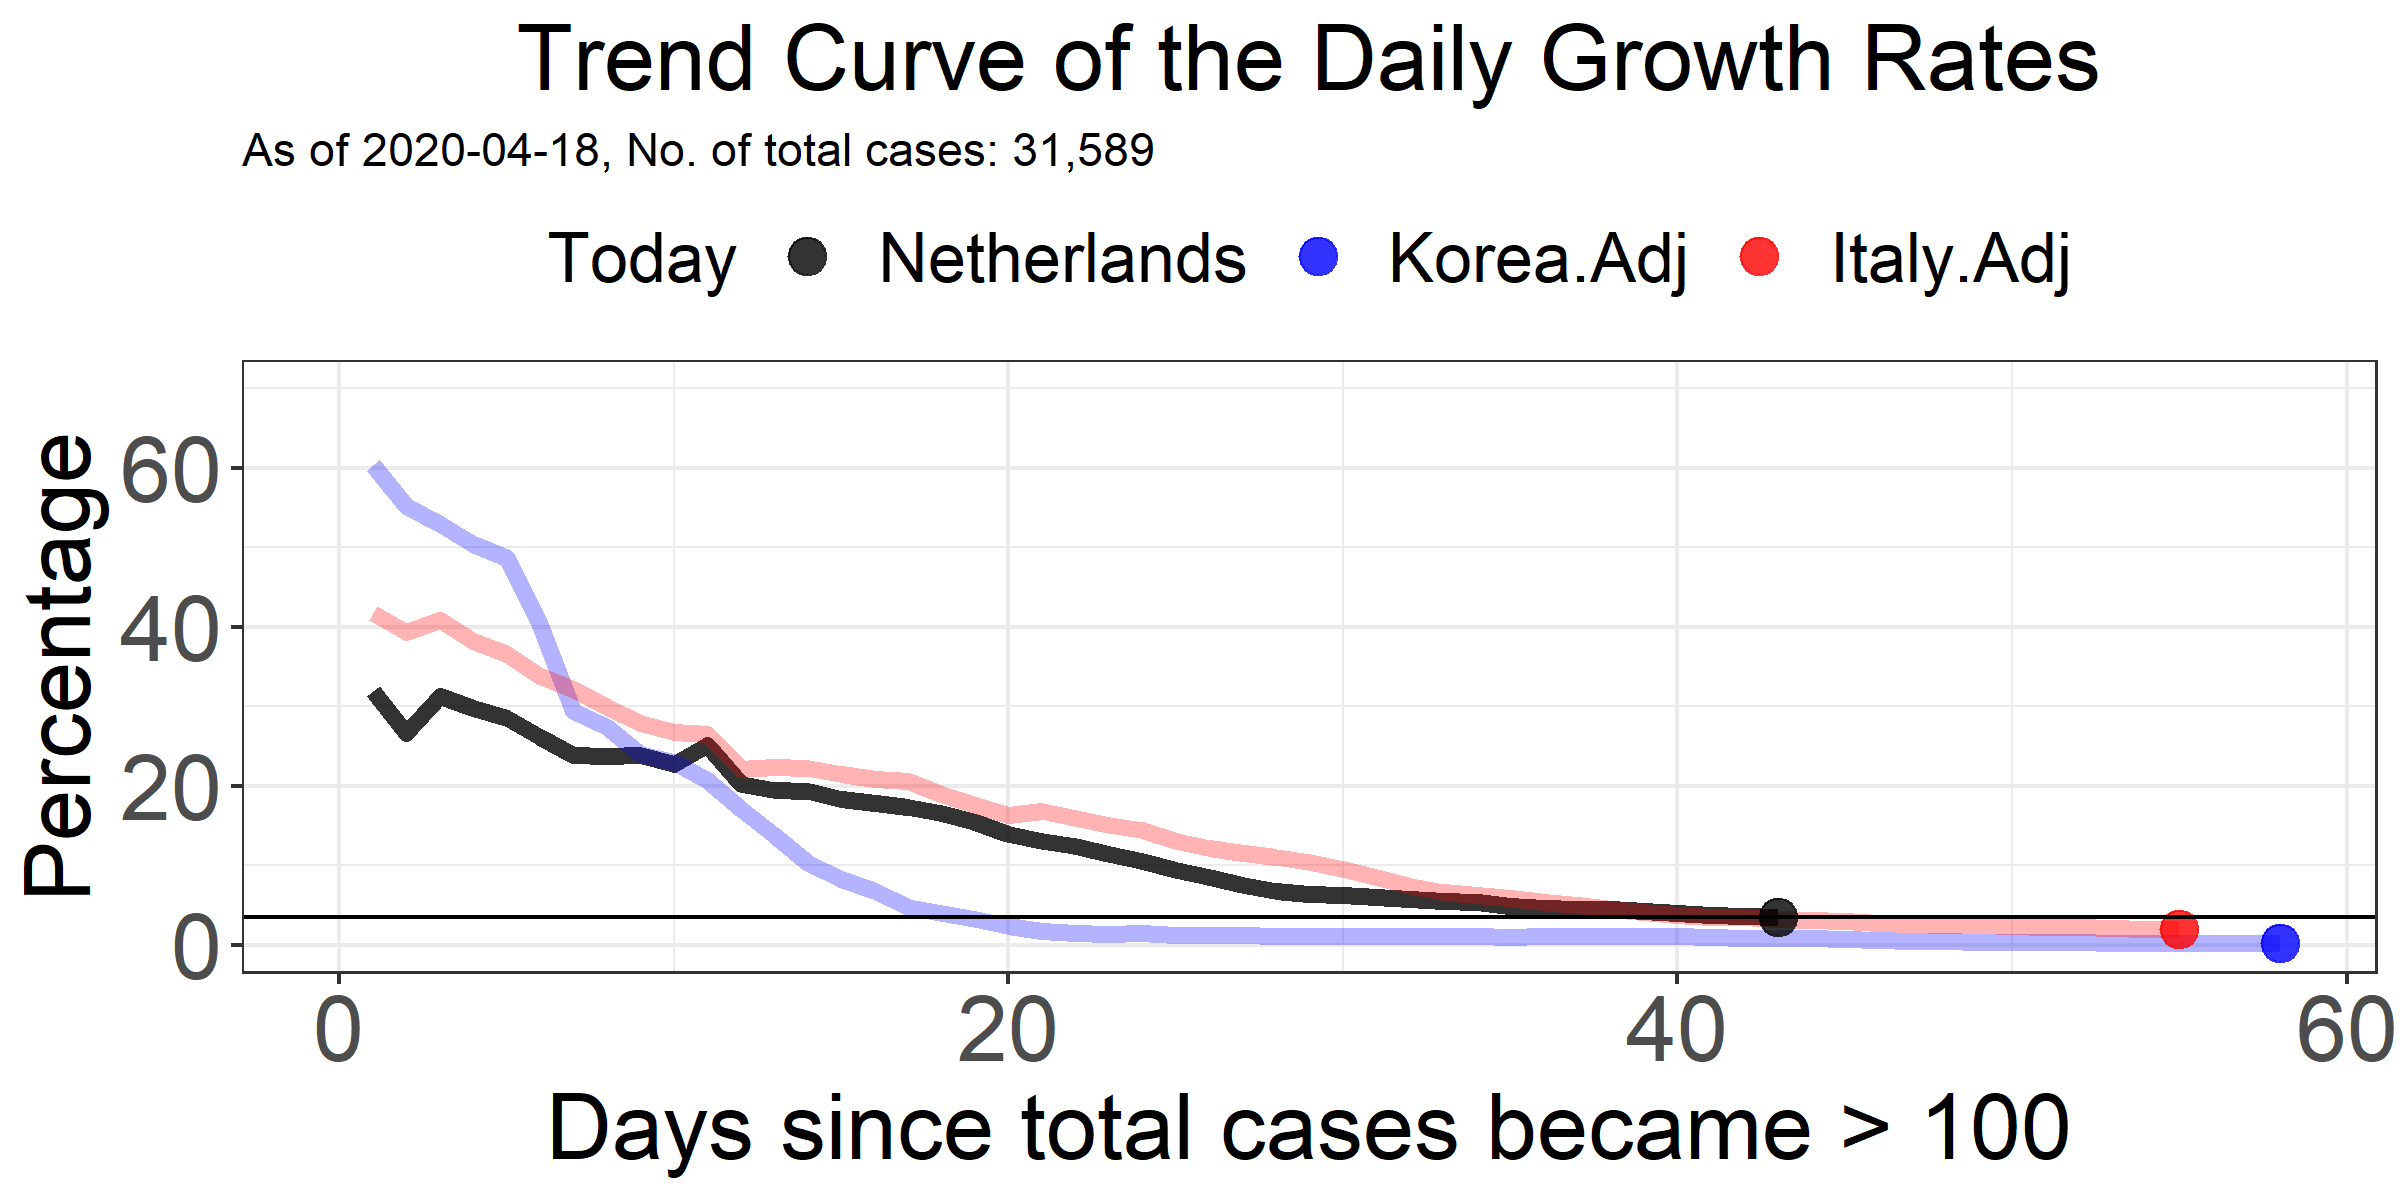 Trend Curve of the Daily Growth Rates
As of 2020-04-18, No. of total cases: 31,589
Today Netherlands Korea.Adj Italy.Adj
Percentage
60
40
20
0
0 20 40 60
Days since total cases became > 100